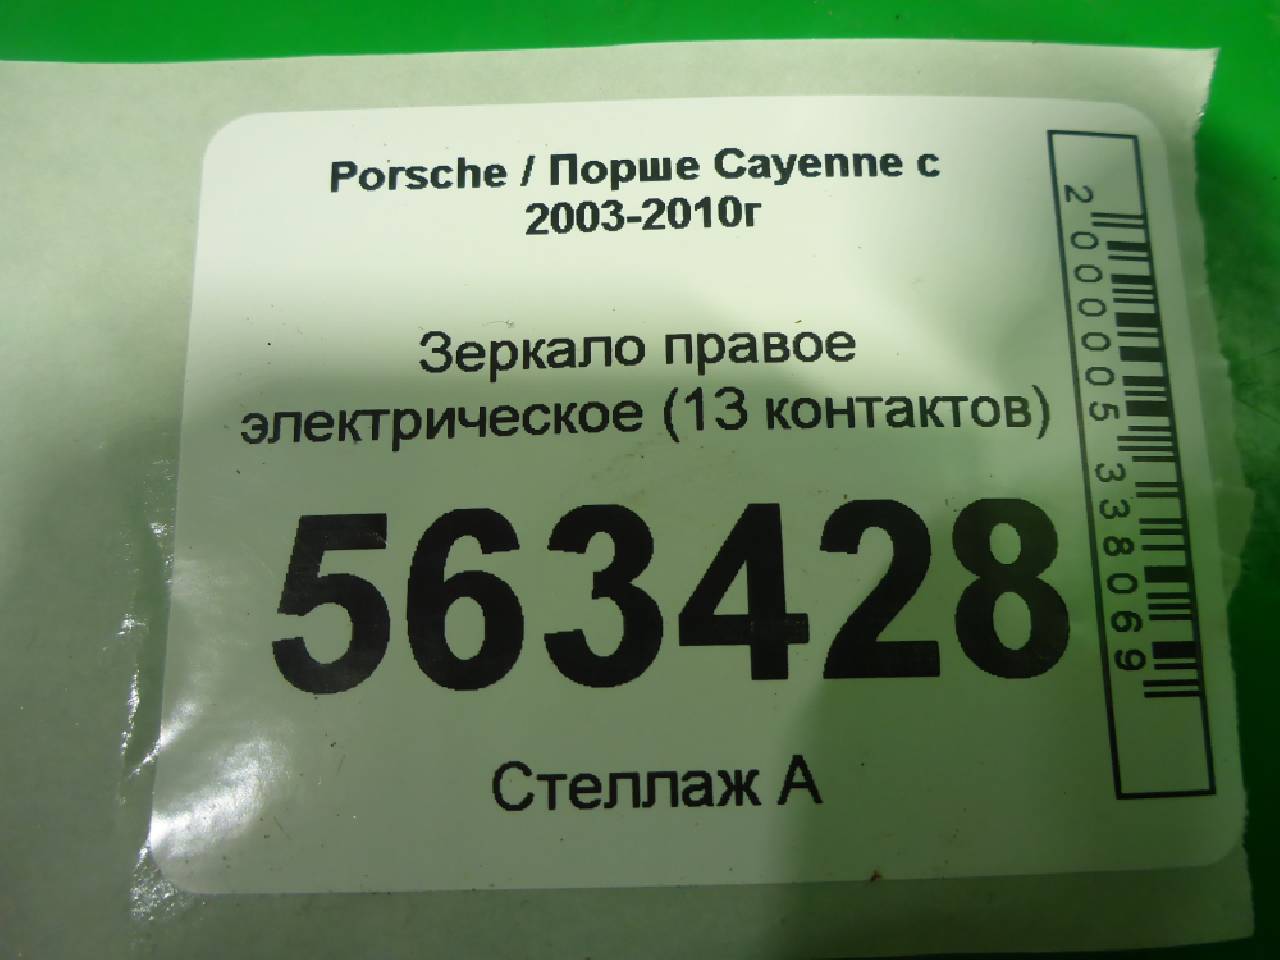 Porsche / Порше Cayenne с
2003-2010г
Зеркало правое
электрическое (13 контактов)
563428
Стеллаж А
2000005338069